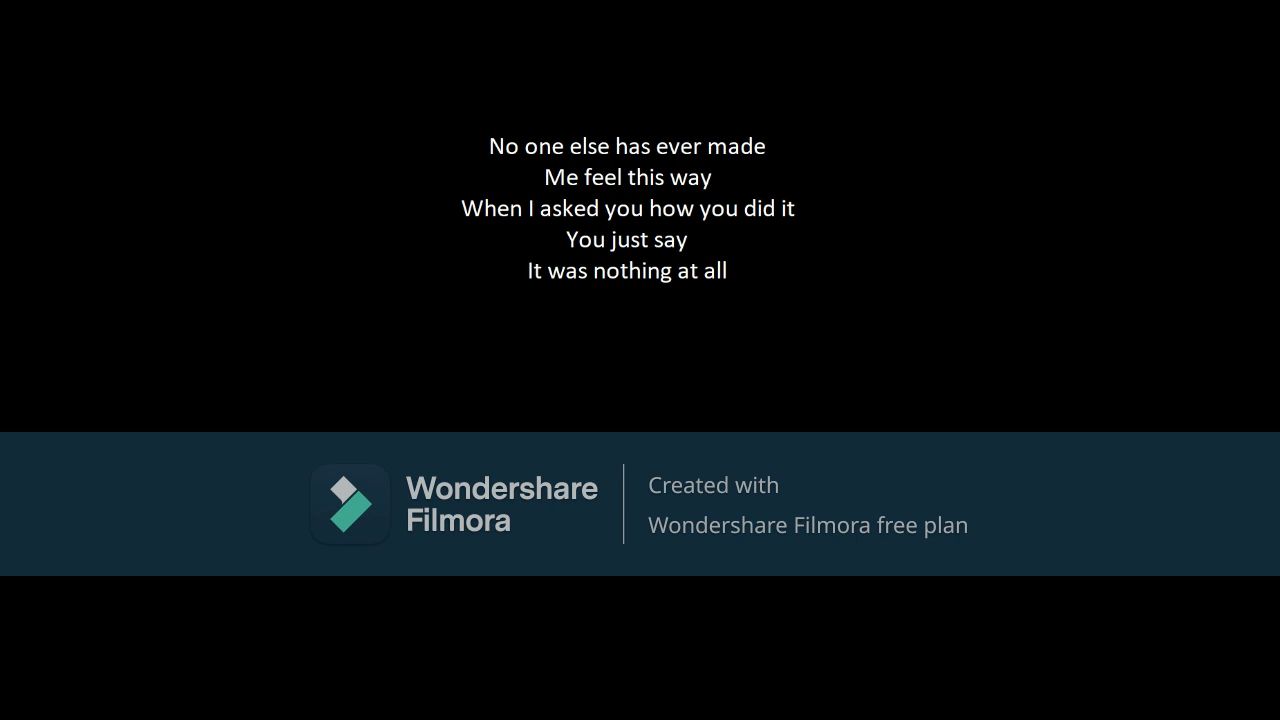 No one else has ever made
Me feel this way
When I asked you how you did it
You just say
It was nothing at all
Wondershare
Filmora
Created with
Wondershare Filmora free plan